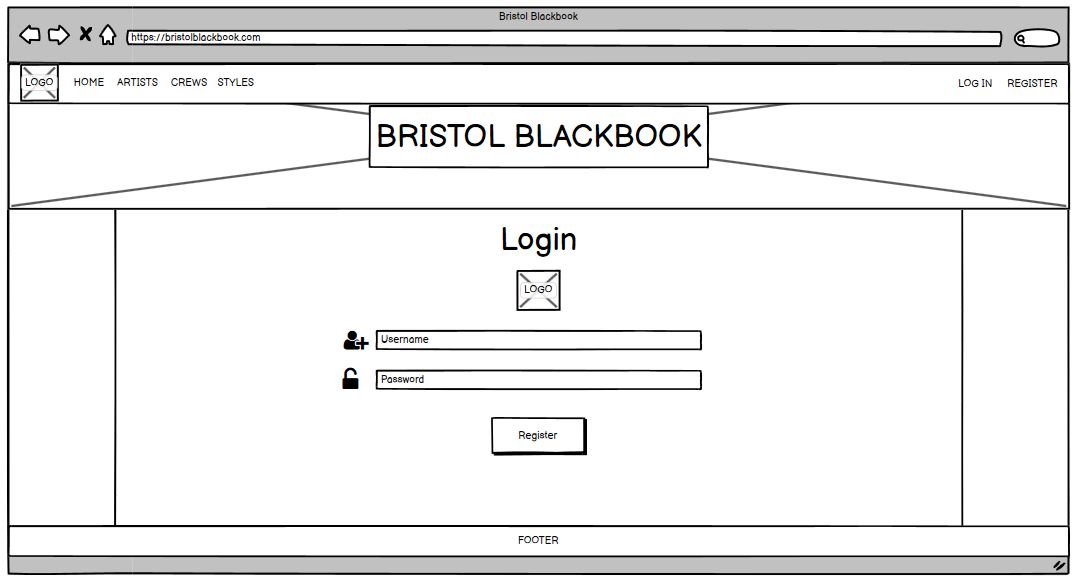 Bristol Blackbook
https://bristolblackbook.com
LOGO HOME ARTISTS CREWS STYLES LOG IN REGISTER
BRISTOL BLACKBOOK
Login
LOGO
Username
Password
Register
FOOTER